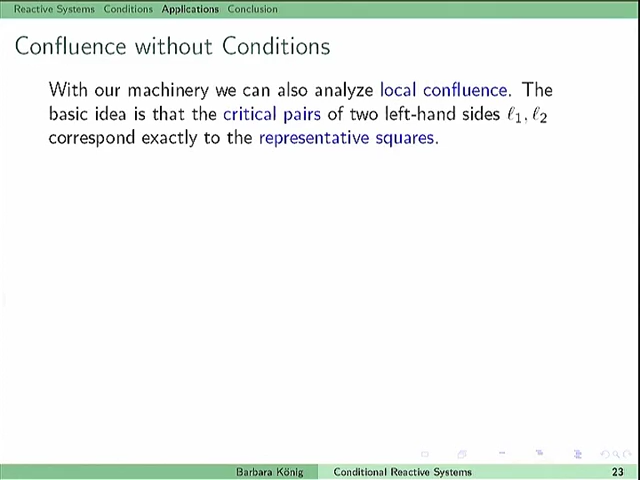 Reactive Systems Conditions Applications Conclusion
Confluence without Conditions
With our machinery we can also analyze local confluence. The
basic idea is that the critical pairs of two left-hand sides ℓ₁, ℓ₂
correspond exactly to the representative squares.
Barbara König Conditional Reactive Systems 23